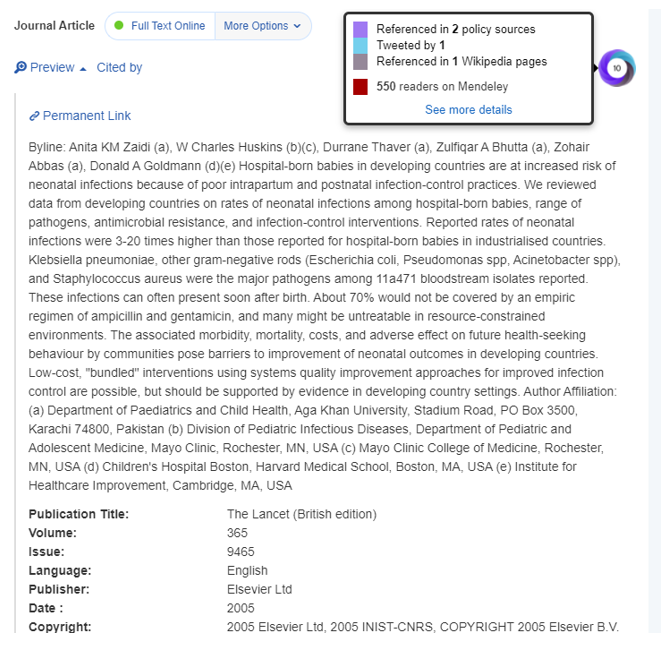 Journal Article
Full Text Online
More Options
Referenced in 2 policy sources
Tweeted by 1
Referenced in 1 Wikipedia pages
550 readers on Mendeley
See more details
10
Preview
Cited by
Permanent Link
Byline: Anita KM Zaidi (a), W Charles Huskins (b)(c), Durrane Thaver (a), Zulfiqar A Bhutta (a), Zohair
Abbas (a), Donald A Goldmann (d)(e) Hospital-born babies in developing countries are at increased risk of
neonatal infections because of poor intrapartum and postnatal infection-control practices. We reviewed
data from developing countries on rates of neonatal infections among hospital-born babies, range of
pathogens, antimicrobial resistance, and infection-control interventions. Reported rates of neonatal
infections were 3-20 times higher than those reported for hospital-born babies in industrialised countries.
Klebsiella pneumoniae, other gram-negative rods (Escherichia coli, Pseudomonas spp, Acinetobacter spp),
and Staphylococcus aureus were the major pathogens among 11a471 bloodstream isolates reported.
These infections can often present soon after birth. About 70% would not be covered by an empiric
regimen of ampicillin and gentamicin, and many might be untreatable in resource-constrained
environments. The associated morbidity, mortality, costs, and adverse effect on future health-seeking
behaviour by communities pose barriers to improvement of neonatal outcomes in developing countries.
Low-cost, "bundled" interventions using systems quality improvement approaches for improved infection
control are possible, but should be supported by evidence in developing country settings. Author Affiliation:
(a) Department of Paediatrics and Child Health, Aga Khan University, Stadium Road, PO Box 3500,
Karachi 74800, Pakistan (b) Division of Pediatric Infectious Diseases, Department of Pediatric and
Adolescent Medicine, Mayo Clinic, Rochester, MN, USA (c) Mayo Clinic College of Medicine, Rochester,
MN, USA (d) Children's Hospital Boston, Harvard Medical School, Boston, MA, USA (e) Institute for
Healthcare Improvement, Cambridge, MA, USA
Publication Title: The Lancet (British edition)
Volume: 365
Issue: 9465
Language: English
Publisher: Elsevier Ltd
Date : 2005
Copyright: 2005 Elsevier Ltd, 2005 INIST-CNRS, COPYRIGHT 2005 Elsevier B.V.